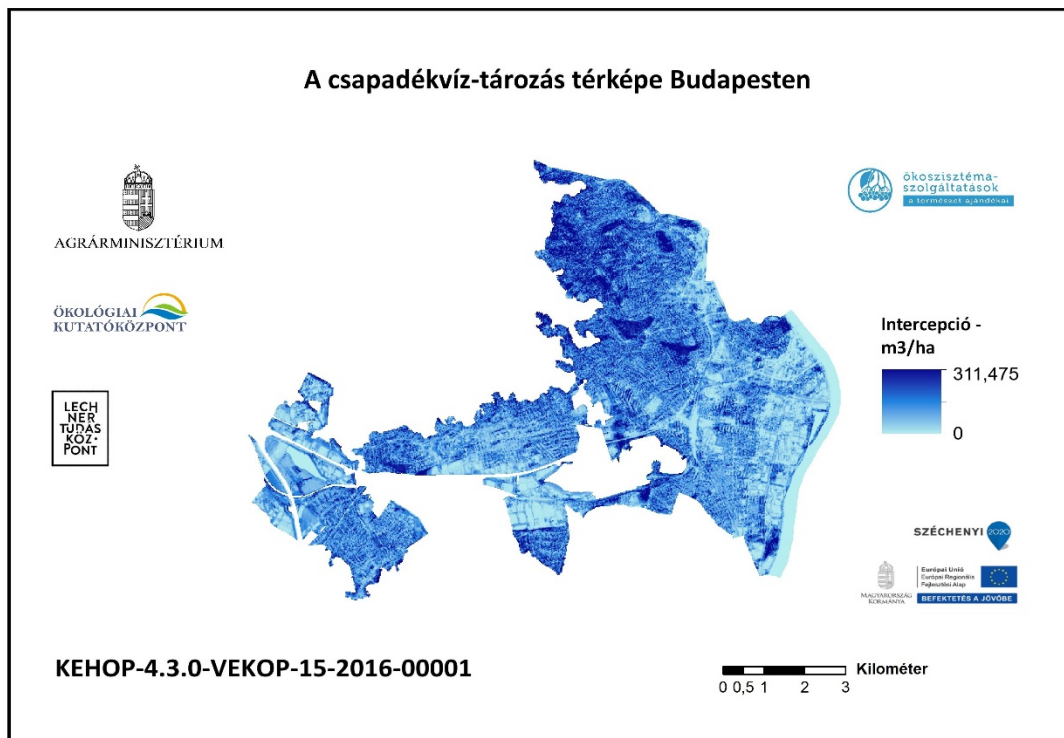 A csapadékvíz-tározás térképe Budapesten
AGRÁRMINISZTÉRIUM
ÖKOLÓGIAI
KUTATÓKÖZPONT
LECH
NER
TUDÁS
KÖZ·
PONT
ökoszisztéma-
szolgáltatások
a természet ajándékai
Intercepció -
m3/ha
311,475
0
SZÉCHENYI 2020
MAGYARORSZÁG
KORMÁNYA
Európai Unió
Európai Regionális
Fejlesztési Alap
BEFEKTETÉS A JÖVŐBE
KEHOP-4.3.0-VEKOP-15-2016-00001
Kilométer
0 0,5 1 2 3